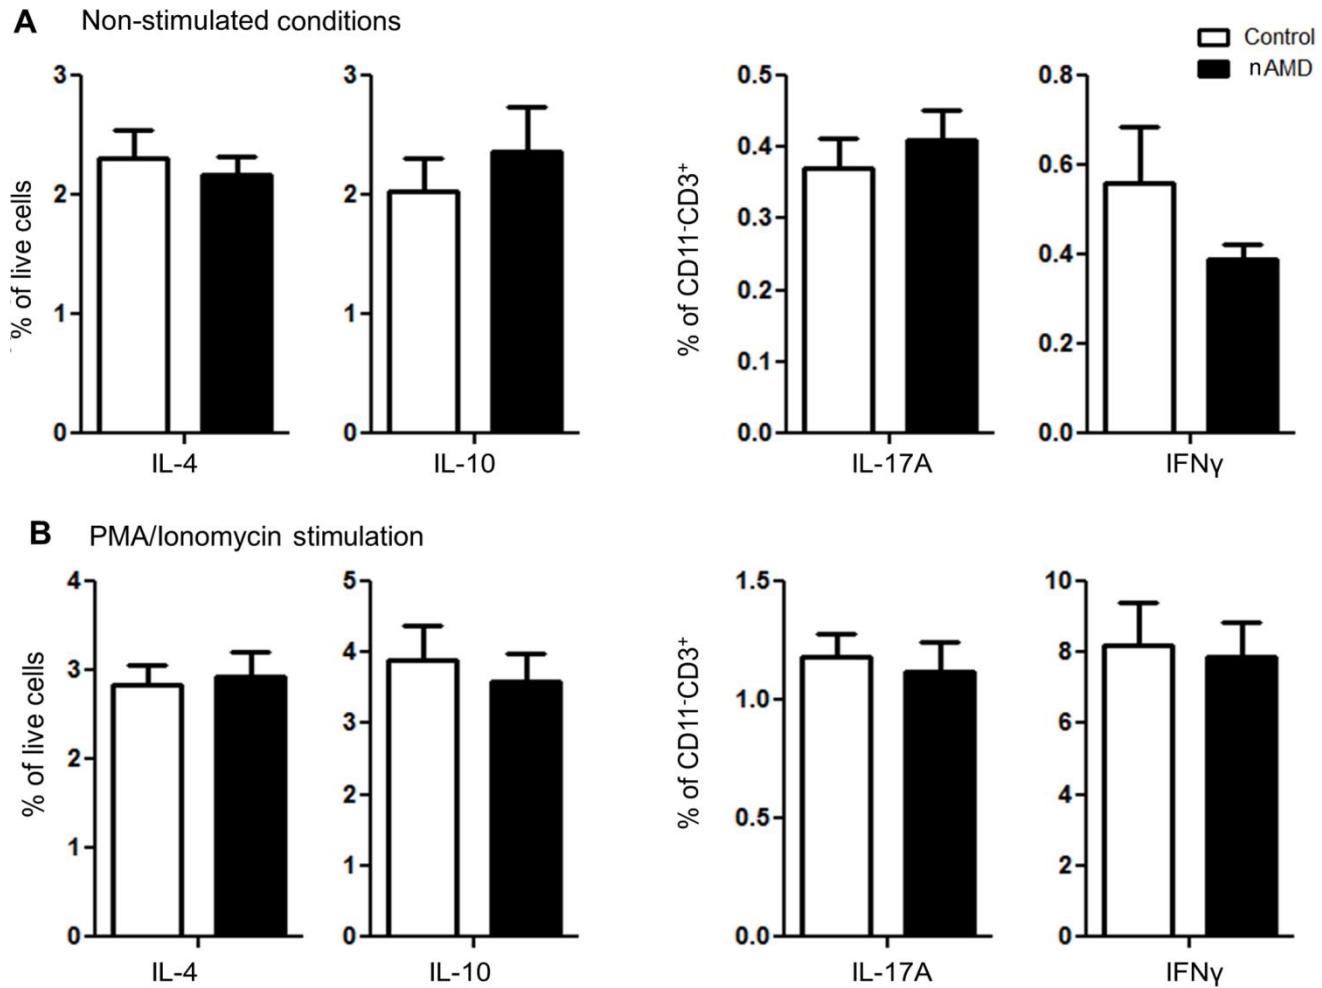 A Non-stimulated conditions
Control
nAMD
% of live cells
3
2
1
0
IL-4
3
2
1
0
IL-10
% of CD11-CD3+
0.5
0.4
0.3
0.2
0.1
0.0
IL-17A
0.8
0.6
0.4
0.2
0.0
IFNγ
B PMA/Ionomycin stimulation
% of live cells
4
3
2
1
0
IL-4
5
4
3
2
1
0
IL-10
% of CD11-CD3+
1.5
1.0
0.5
0.0
IL-17A
10
8
6
4
2
0
IFNγ